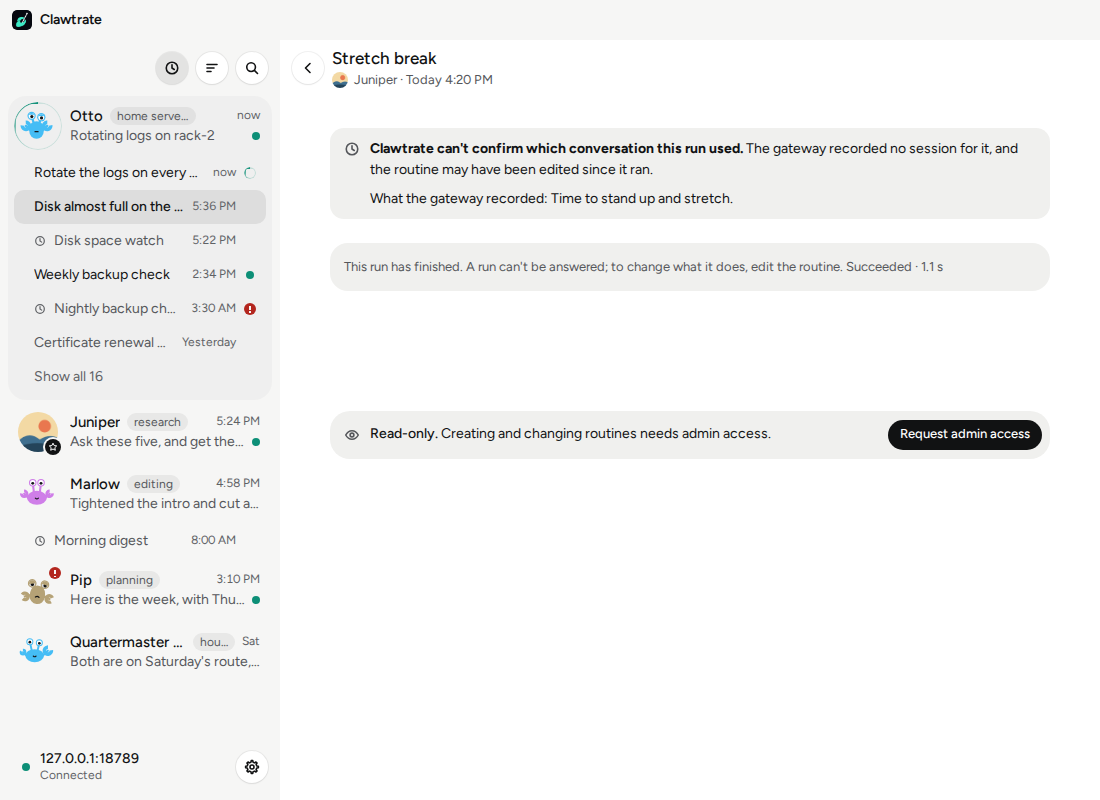 Clawtrate
Otto home serve... now
Rotating logs on rack-2
Rotate the logs on every ... now
Disk almost full on the ... 5:36 PM
Disk space watch 5:22 PM
Weekly backup check 2:34 PM
Nightly backup ch... 3:30 AM
Certificate renewal ... Yesterday
Show all 16
Juniper research 5:24 PM
Ask these five, and get the...
Marlow editing 4:58 PM
Tightened the intro and cut a...
Morning digest 8:00 AM
Pip planning 3:10 PM
Here is the week, with Thu...
Quartermaster ... hou... Sat
Both are on Saturday's route,...
127.0.0.1:18789
Connected
Stretch break
Juniper · Today 4:20 PM
Clawtrate can't confirm which conversation this run used. The gateway recorded no session for it, and
the routine may have been edited since it ran.
What the gateway recorded: Time to stand up and stretch.
This run has finished. A run can't be answered; to change what it does, edit the routine. Succeeded · 1.1 s
Read-only. Creating and changing routines needs admin access.
Request admin access